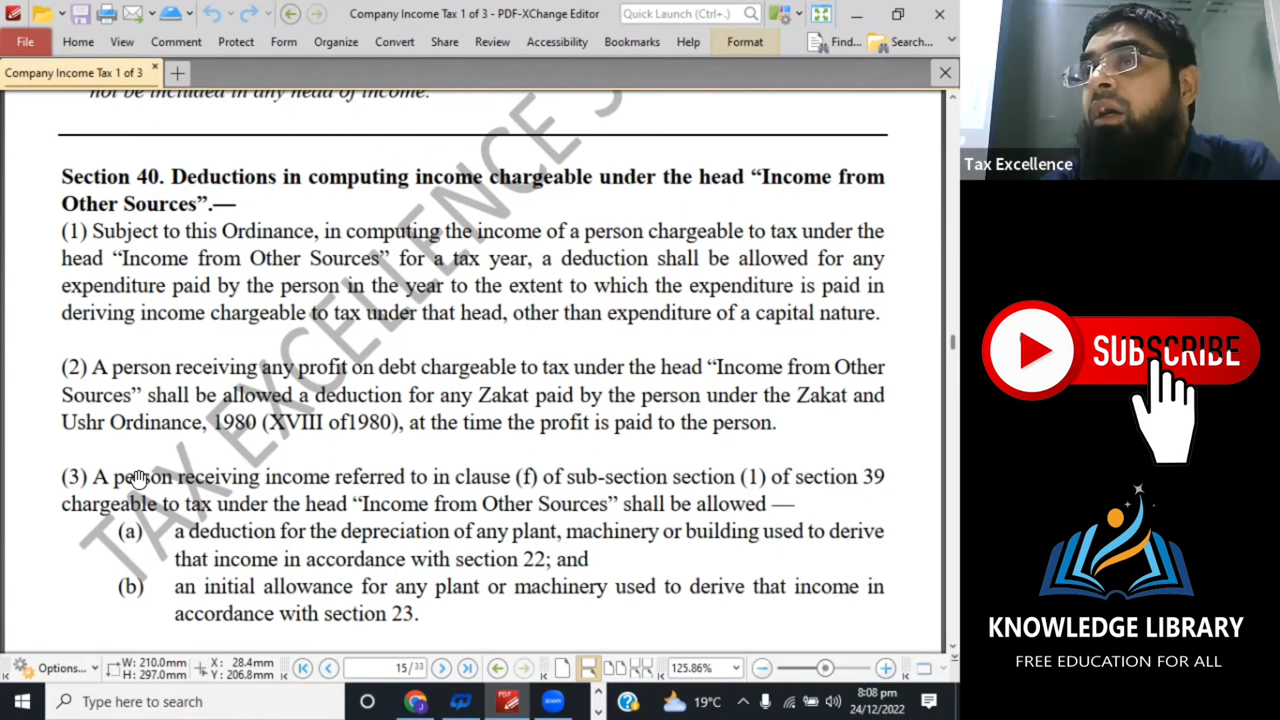 Company Income Tax 1 of 3 - PDF-XChange Editor
Quick Launch (Ctrl+.)
File Home View Comment Protect Form Organize Convert Share Review Accessibility Bookmarks Help Format Find... Search...
Company Income Tax 1 of 3
not be included in any head of income.
Section 40. Deductions in computing income chargeable under the head “Income from
Other Sources”.—
(1) Subject to this Ordinance, in computing the income of a person chargeable to tax under the
head “Income from Other Sources” for a tax year, a deduction shall be allowed for any
expenditure paid by the person in the year to the extent to which the expenditure is paid in
deriving income chargeable to tax under that head, other than expenditure of a capital nature.
(2) A person receiving any profit on debt chargeable to tax under the head “Income from Other
Sources” shall be allowed a deduction for any Zakat paid by the person under the Zakat and
Ushr Ordinance, 1980 (XVIII of1980), at the time the profit is paid to the person.
(3) A person receiving income referred to in clause (f) of sub-section section (1) of section 39
chargeable to tax under the head “Income from Other Sources” shall be allowed —
(a) a deduction for the depreciation of any plant, machinery or building used to derive
that income in accordance with section 22; and
(b) an initial allowance for any plant or machinery used to derive that income in
accordance with section 23.
TAX EXCELLENCE
Options...
W: 210.0mm
H: 297.0mm
X: 28.4mm
Y: 206.8mm
15 / 33
125.86%
Type here to search
PDF
zoom
19°C
8:08 pm
24/12/2022
Tax Excellence
SUBSCRIBE
KNOWLEDGE LIBRARY
FREE EDUCATION FOR ALL